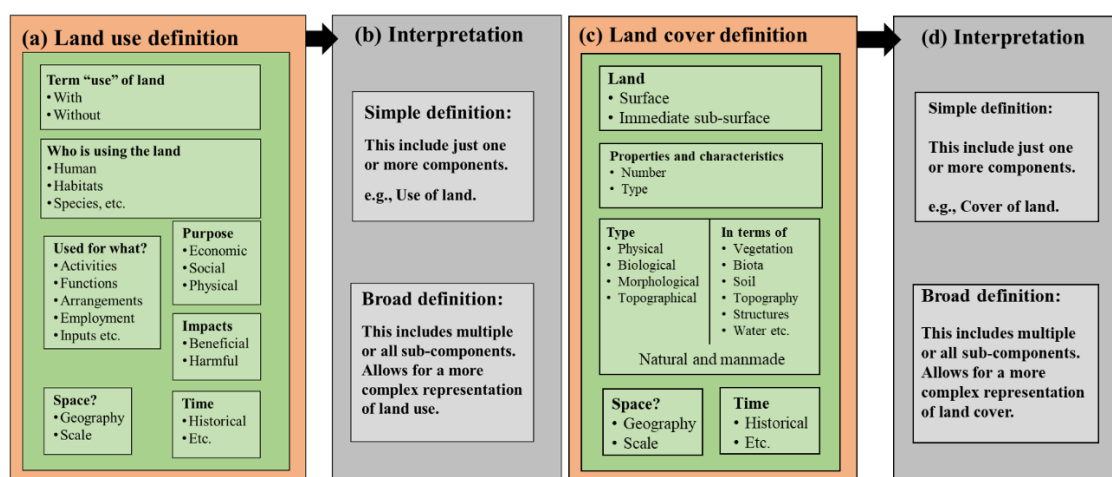 (a) Land use definition
Term “use” of land
• With
• Without
Who is using the land
• Human
• Habitats
• Species, etc.
Used for what?
• Activities
• Functions
• Arrangements
• Employment
• Inputs etc.
Purpose
• Economic
• Social
• Physical
Impacts
• Beneficial
• Harmful
Space?
• Geography
• Scale
Time
• Historical
• Etc.
(b) Interpretation
Simple definition:
This include just one
or more components.
e.g., Use of land.
Broad definition:
This includes multiple
or all sub-components.
Allows for a more
complex representation
of land use.
(c) Land cover definition
Land
• Surface
• Immediate sub-surface
Properties and characteristics
• Number
• Type
Type
• Physical
• Biological
• Morphological
• Topographical
In terms of
• Vegetation
• Biota
• Soil
• Topography
• Structures
• Water etc.
Natural and manmade
Space?
• Geography
• Scale
Time
• Historical
• Etc.
(d) Interpretation
Simple definition:
This include just one
or more components.
e.g., Cover of land.
Broad definition:
This includes multiple
or all sub-components.
Allows for a more
complex representation
of land cover.